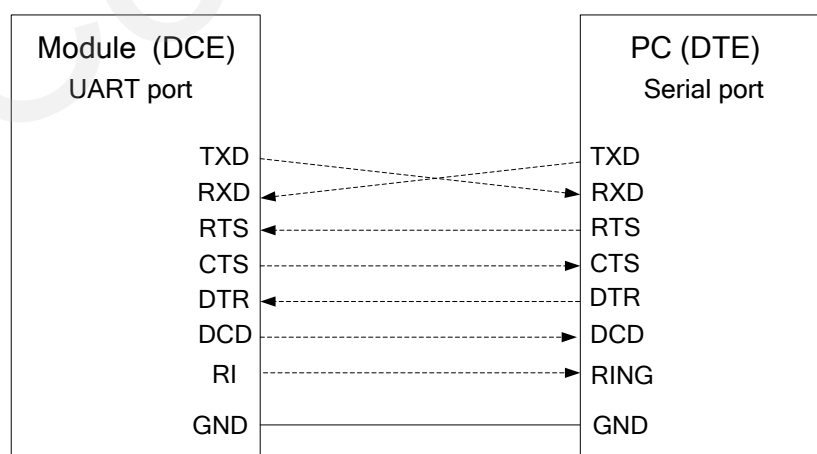 Module (DCE)
UART port
PC (DTE)
Serial port
TXD
TXD
RXD
RXD
RTS
RTS
CTS
CTS
DTR
DTR
DCD
DCD
RI
RING
GND
GND